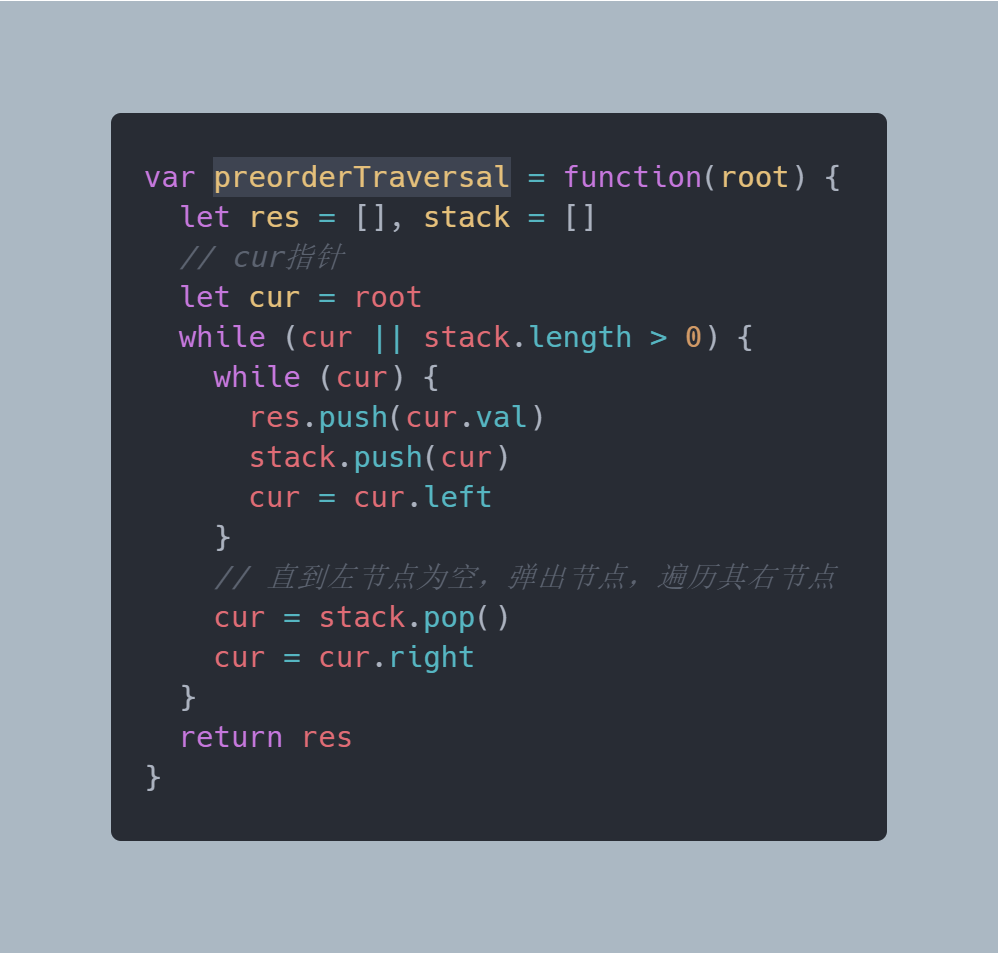 var preorderTraversal = function(root) {
  let res = [], stack = []
  // cur指针
  let cur = root
  while (cur || stack.length > 0) {
    while (cur) {
      res.push(cur.val)
      stack.push(cur)
      cur = cur.left
    }
    // 直到左节点为空，弹出节点，遍历其右节点
    cur = stack.pop()
    cur = cur.right
  }
  return res
}